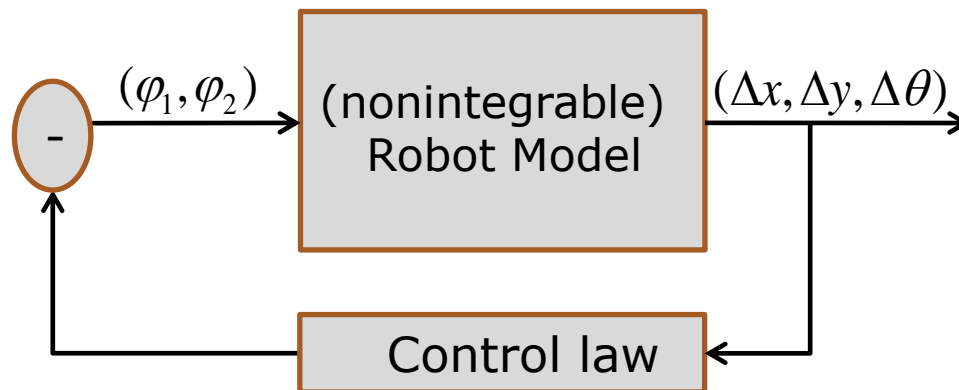 (φ₁, φ₂)
(nonintegrable)
Robot Model
(Δx, Δy, Δθ)
-
Control law